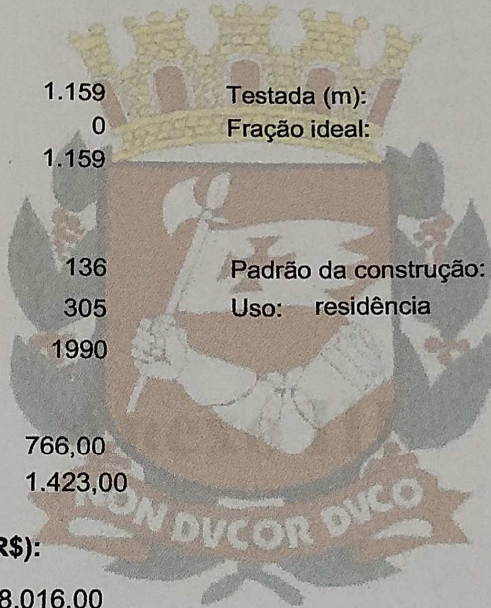 1.159 Testada (m):
0 Fração ideal:
1.159
136 Padrão da construção:
305 Uso: residência
1990
766,00
1.423,00
NON DVCOR DVCO
R$):
8.016,00